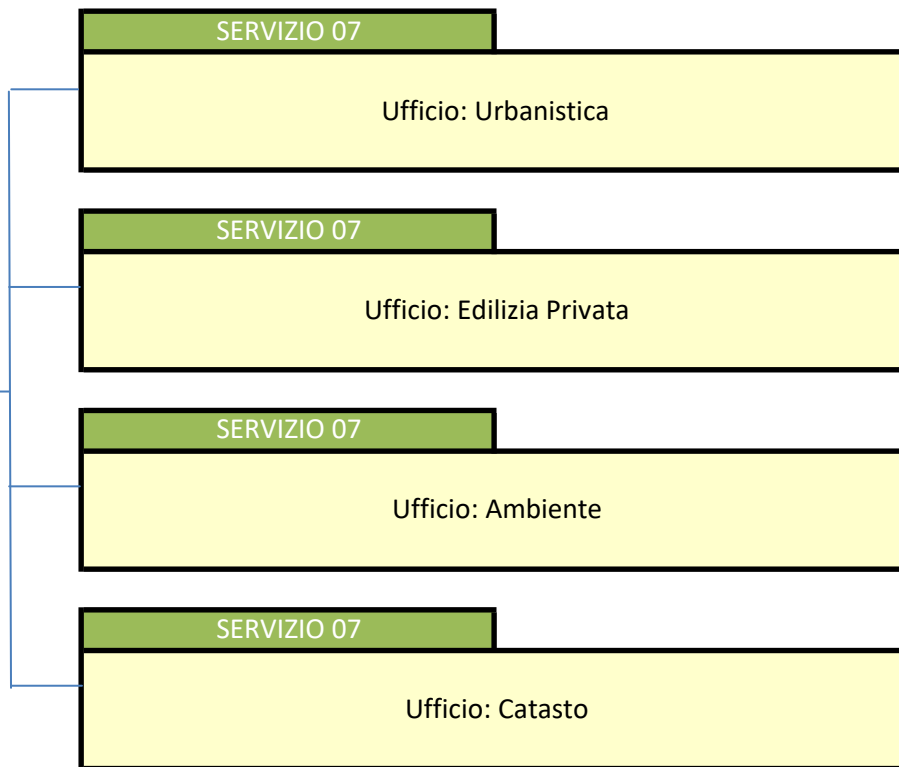 SERVIZIO 07
Ufficio: Urbanistica
SERVIZIO 07
Ufficio: Edilizia Privata
SERVIZIO 07
Ufficio: Ambiente
SERVIZIO 07
Ufficio: Catasto